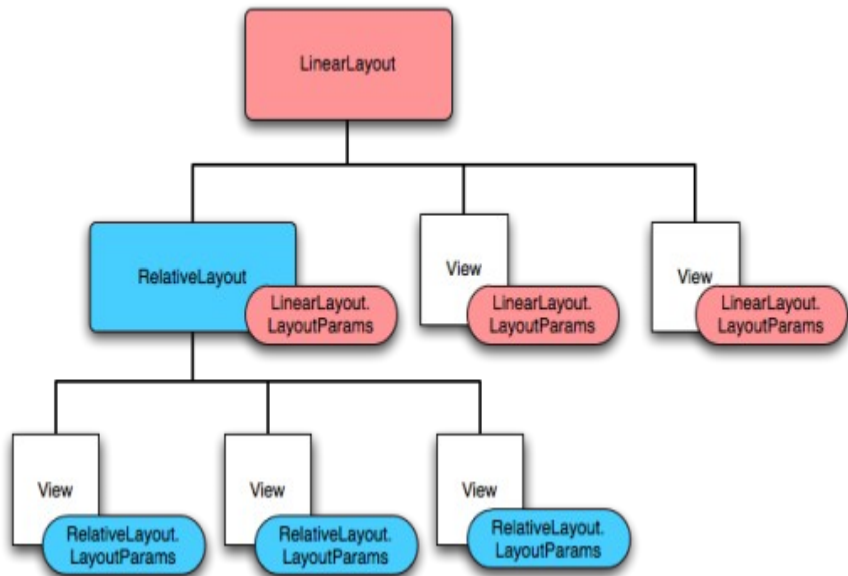 LinearLayout
RelativeLayout
LinearLayout.
LayoutParams
View
LinearLayout.
LayoutParams
View
LinearLayout.
LayoutParams
View
RelativeLayout.
LayoutParams
View
RelativeLayout.
LayoutParams
View
RelativeLayout.
LayoutParams